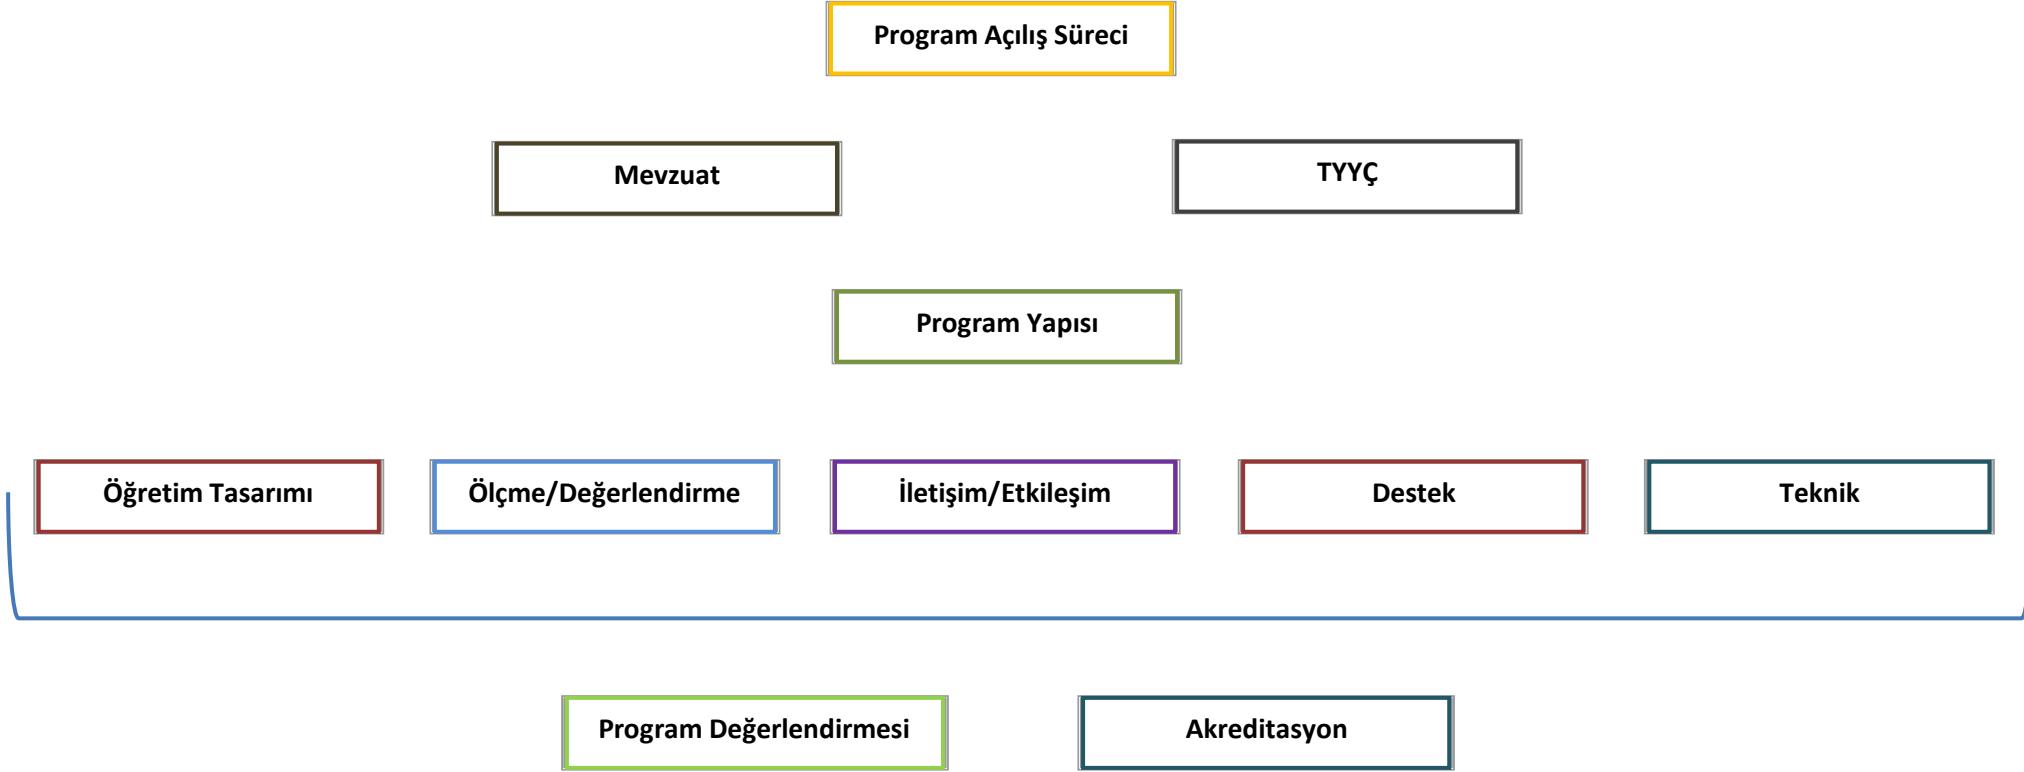 Program Açılış Süreci
Mevzuat
TYYÇ
Program Yapısı
Öğretim Tasarımı
Ölçme/Değerlendirme
İletişim/Etkileşim
Destek
Teknik
Program Değerlendirmesi
Akreditasyon